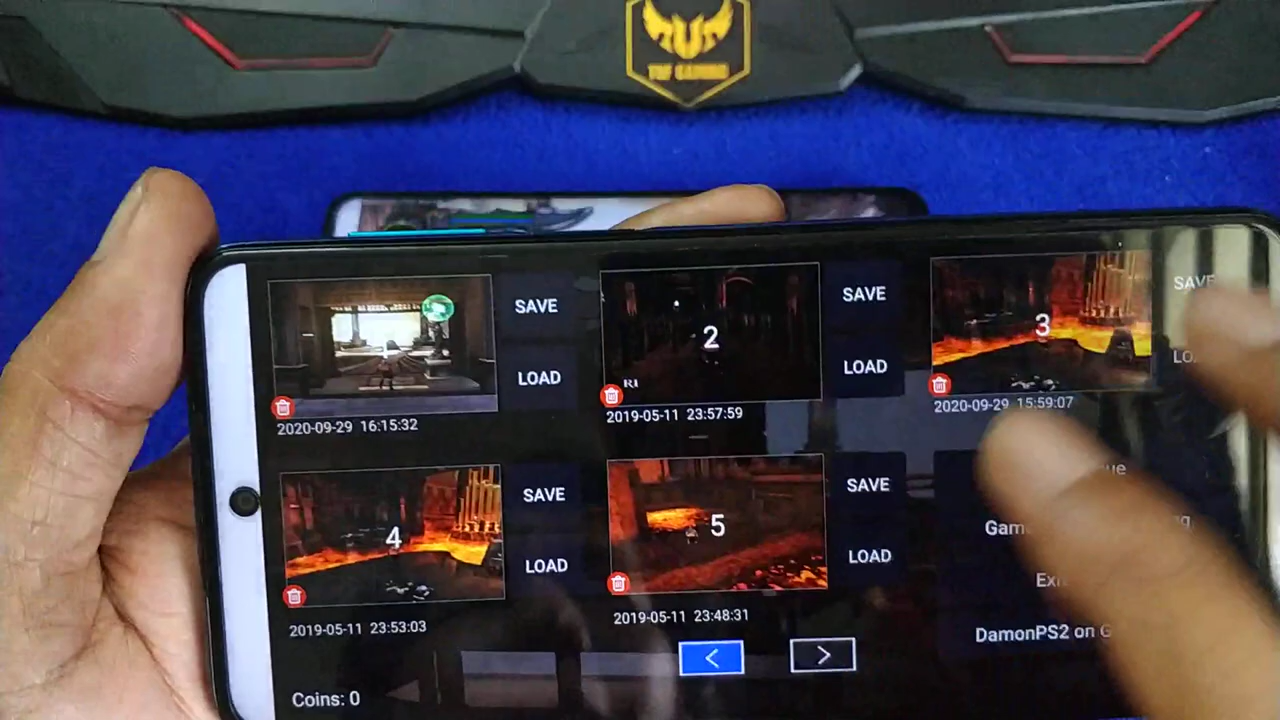 TUF GAMING
SAVE
LOAD
2020-09-29 16:15:32
2
RI
SAVE
LOAD
2019-05-11 23:57:59
3
SAVE
2020-09-29 15:59:07
4
SAVE
LOAD
2019-05-11 23:53:03
5
SAVE
LOAD
2019-05-11 23:48:31
DamonPS2 on G
<
>
Coins: 0